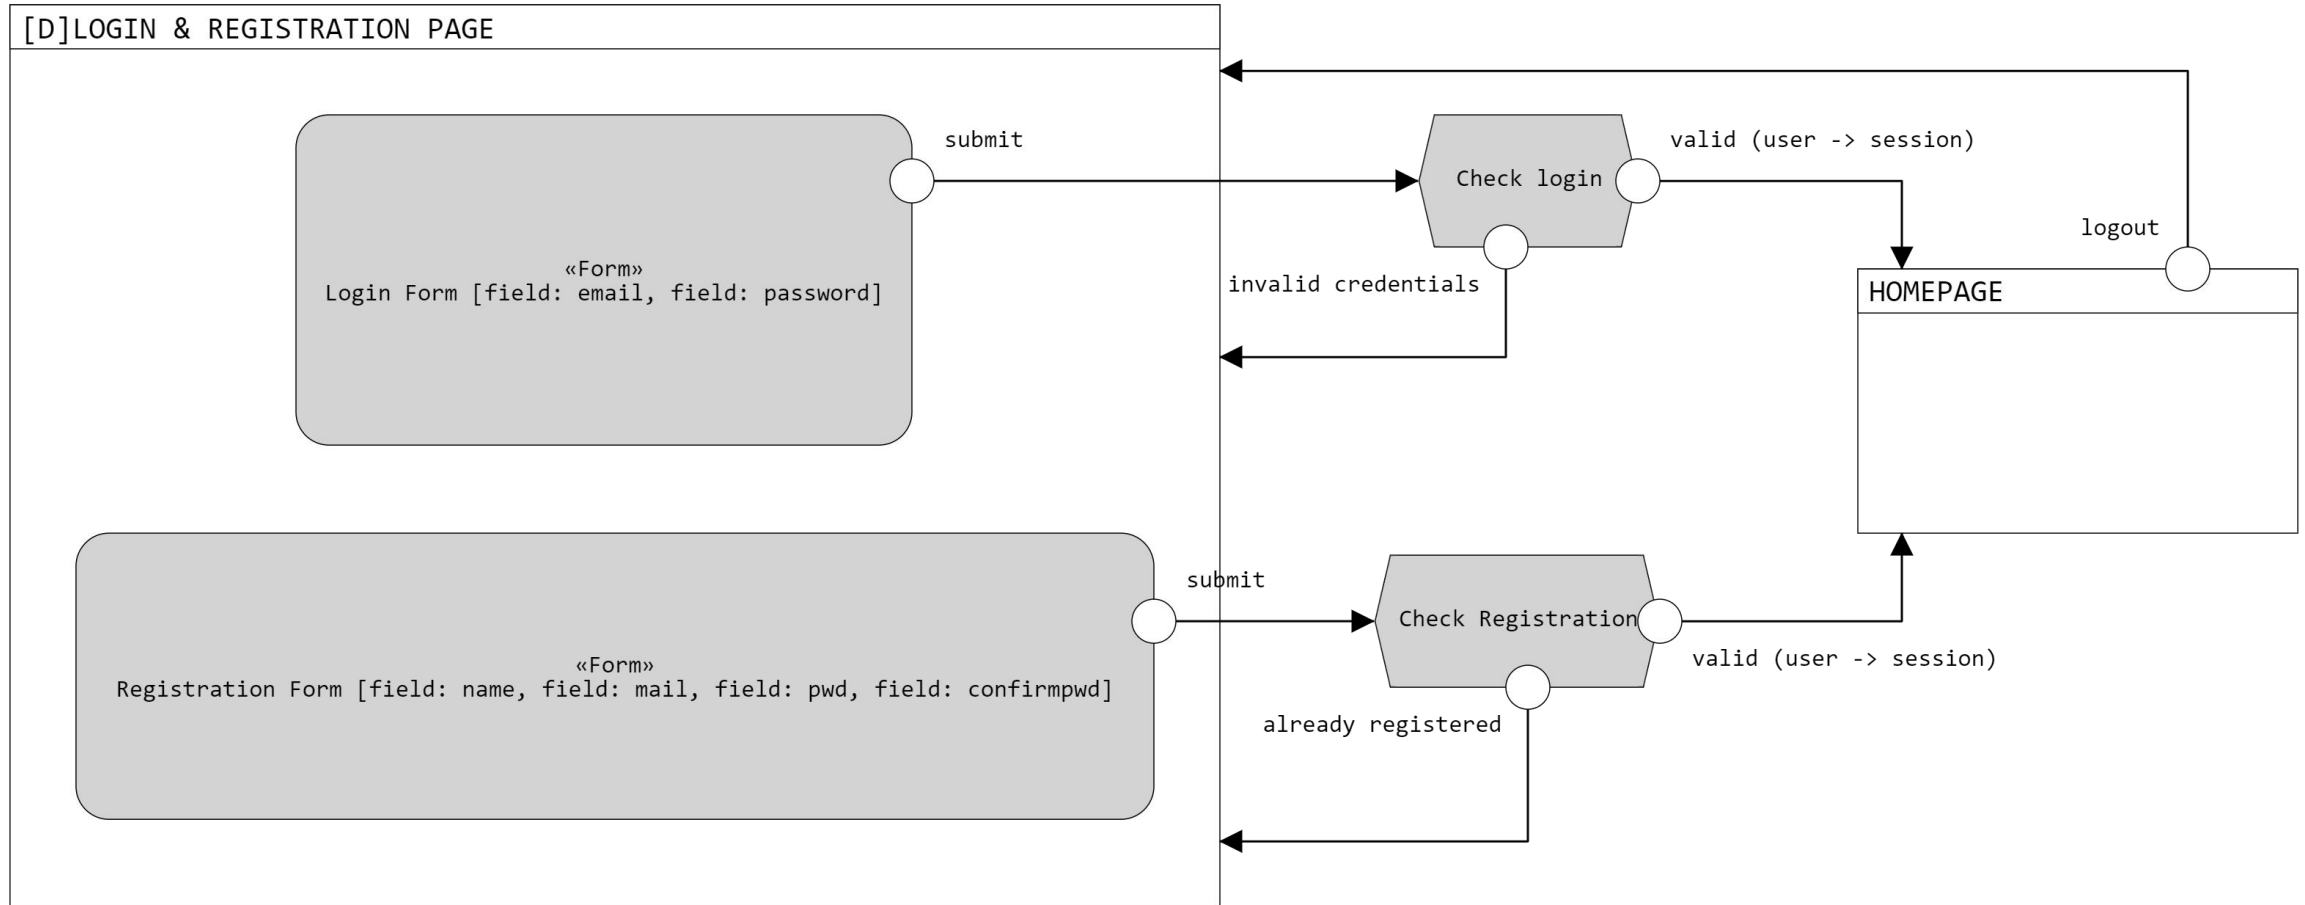 [D]LOGIN & REGISTRATION PAGE
submit
valid (user -> session)
Check login
logout
«Form»
Login Form [field: email, field: password]
invalid credentials
HOMEPAGE
submit
Check Registration
valid (user -> session)
«Form»
Registration Form [field: name, field: mail, field: pwd, field: confirmpwd]
already registered